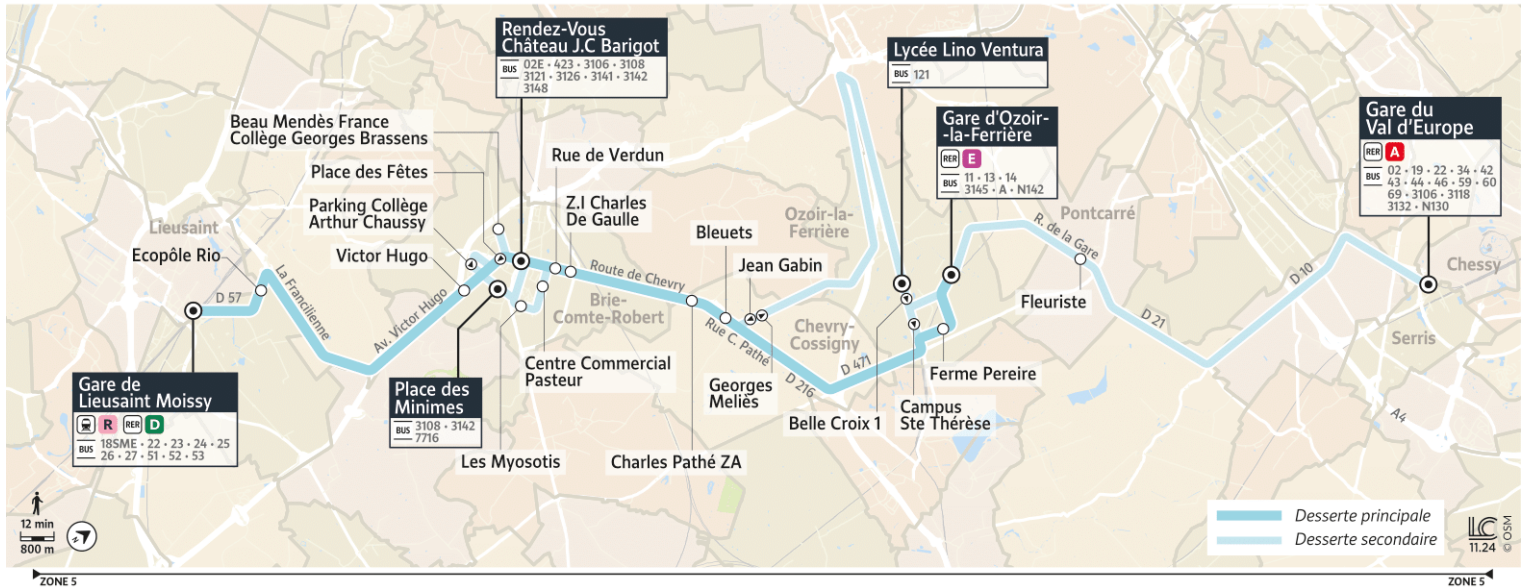 Rendez-Vous
Château J.C Barigot
BUS 02E • 423 • 3106 • 3108
3121 • 3126 • 3141 • 3142
3148
Lycée Lino Ventura
BUS 121
Gare d'Ozoir-
-la-Ferrière
RER E
BUS 11 • 13 • 14
3145 • A • N142
Gare du
Val d'Europe
RER A
BUS 02 • 19 • 22 • 34 • 42
43 • 44 • 46 • 59 • 60
69 • 3106 • 3118
3132 • N130
Beau Mendès France
Collège Georges Brassens
Place des Fêtes
Parking Collège
Arthur Chaussy
Victor Hugo
Rue de Verdun
Z.I Charles
De Gaulle
Lieusaint
Ecopôle Rio
D 57
La Francilienne
Av. Victor Hugo
Route de Chevry
Brie-
Comte-Robert
Bleuets
Jean Gabin
Ozoir-la-
Ferrière
Pontcarré
R. de la Gare
Fleuriste
D 10
D 21
Chessy
Serris
A4
Rue C. Pathé
D 216
Chevry-
Cossigny
D 471
Ferme Pereire
Centre Commercial
Pasteur
Georges
Meliès
Belle Croix 1
Campus
Ste Thérèse
Gare de
Lieusaint Moissy
R RER D
BUS 18SME • 22 • 23 • 24 • 25
26 • 27 • 51 • 52 • 53
Place des
Minimes
BUS 3108 • 3142
7716
Les Myosotis
Charles Pathé ZA
12 min
800 m
N
Desserte principale
Desserte secondaire
LC
11.24
© OSM
ZONE 5
ZONE 5